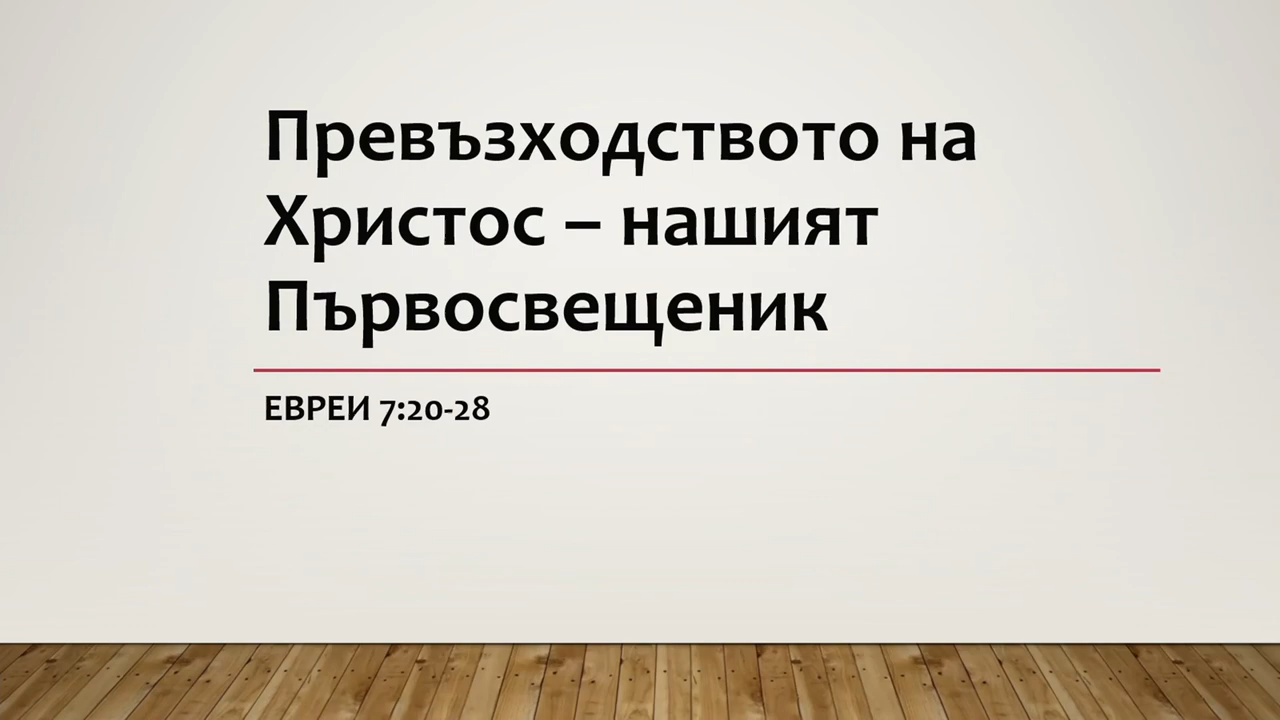 Превъзходството на
Христос – нашият
Първосвещеник
ЕВРЕИ 7:20-28